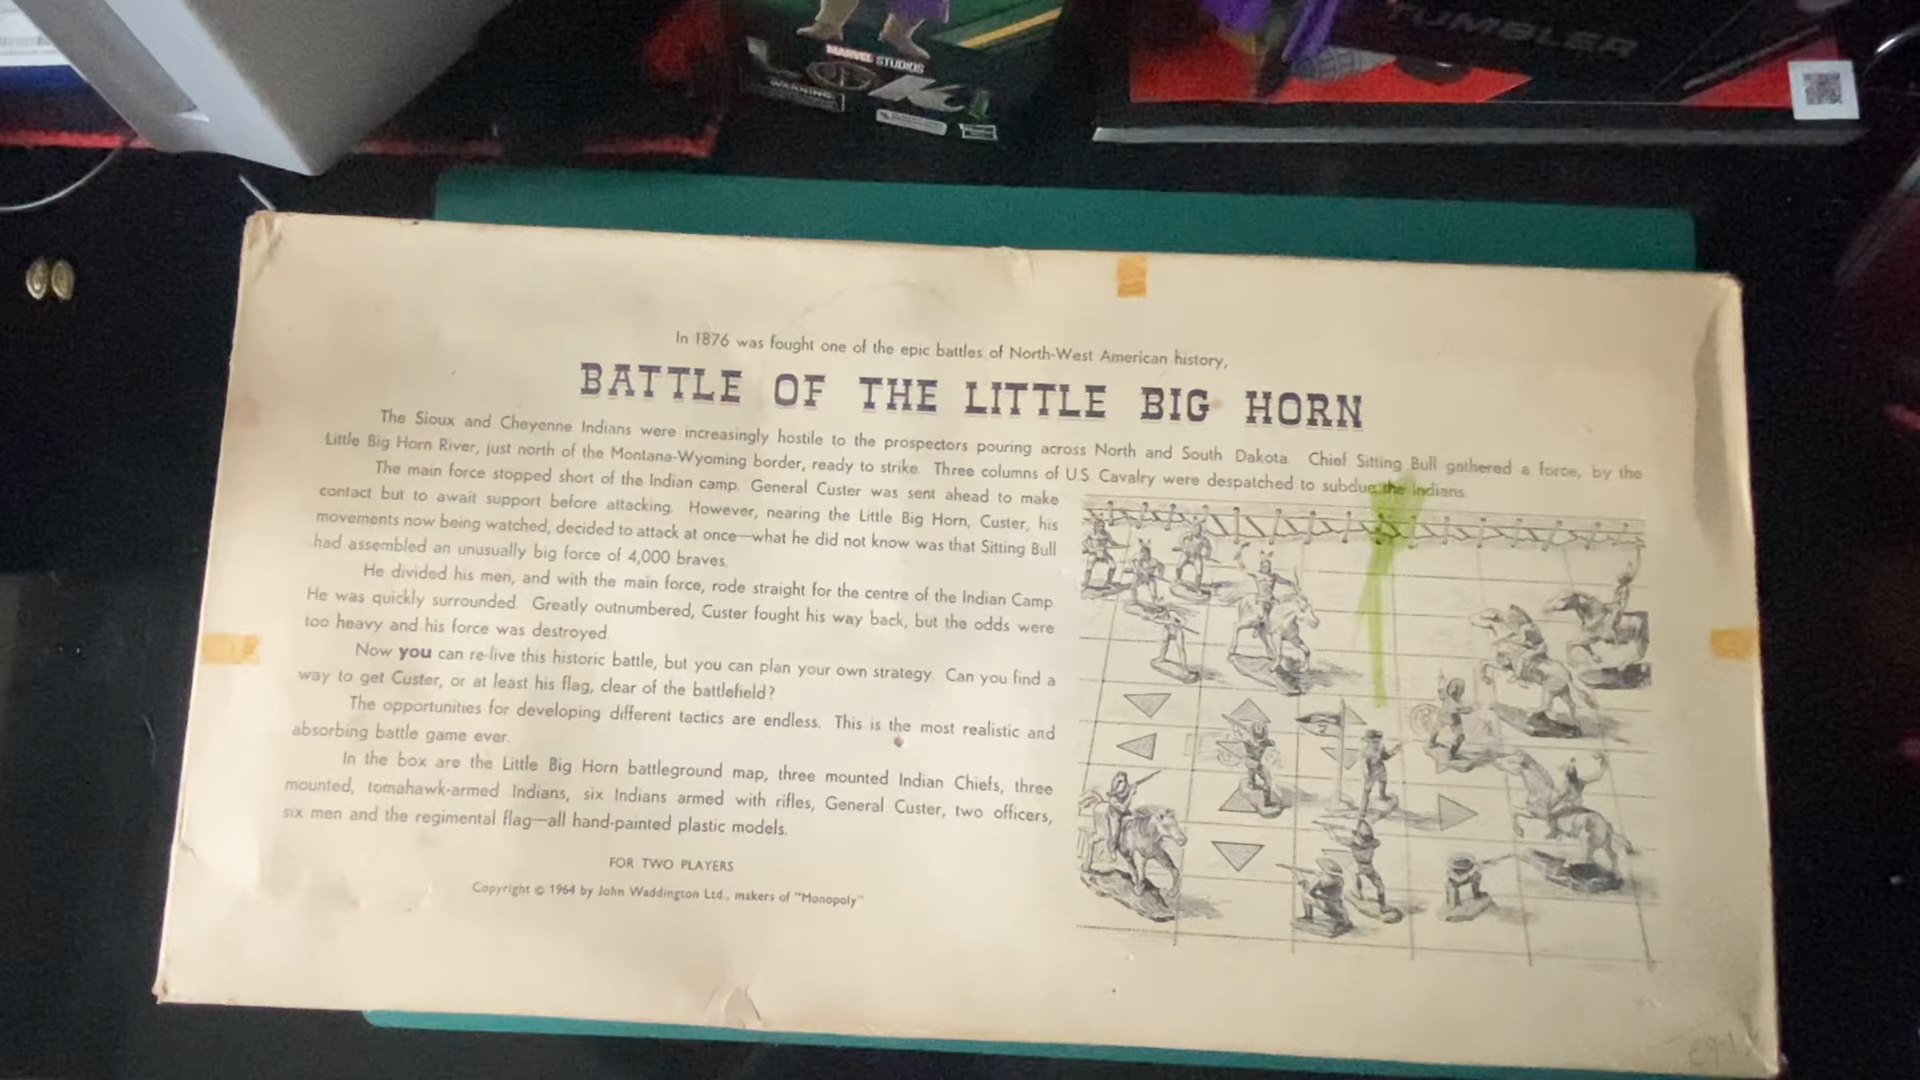 MARVEL STUDIOS
WARNING
TUMBLER
In 1876 was fought one of the epic battles of North-West American history,
BATTLE OF THE LITTLE BIG HORN
The Sioux and Cheyenne Indians were increasingly hostile to the prospectors pouring across North and South Dakota. Chief Sitting Bull gathered a force, by the
Little Big Horn River, just north of the Montana-Wyoming border, ready to strike. Three columns of U.S. Cavalry were despatched to subdue the Indians.
The main force stopped short of the Indian camp. General Custer was sent ahead to make
contact but to await support before attacking. However, nearing the Little Big Horn, Custer, his
movements now being watched, decided to attack at once—what he did not know was that Sitting Bull
had assembled an unusually big force of 4,000 braves.
He divided his men, and with the main force, rode straight for the centre of the Indian Camp
He was quickly surrounded. Greatly outnumbered, Custer fought his way back, but the odds were
too heavy and his force was destroyed.
Now you can re-live this historic battle, but you can plan your own strategy. Can you find a
way to get Custer, or at least his flag, clear of the battlefield?
The opportunities for developing different tactics are endless. This is the most realistic and
absorbing battle game ever.
In the box are the Little Big Horn battleground map, three mounted Indian Chiefs, three
mounted, tomahawk-armed Indians, six Indians armed with rifles, General Custer, two officers,
six men and the regimental flag—all hand-painted plastic models.
FOR TWO PLAYERS
Copyright © 1964 by John Waddington Ltd., makers of "Monopoly"